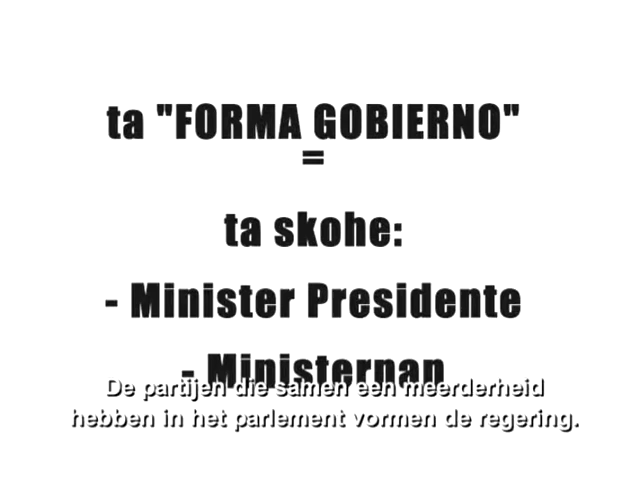 ta "FORMA GOBIERNO"
=
ta skohe:
- Minister Presidente
- Ministernan
De partijen die samen een meerderheid
hebben in het parlement vormen de regering.